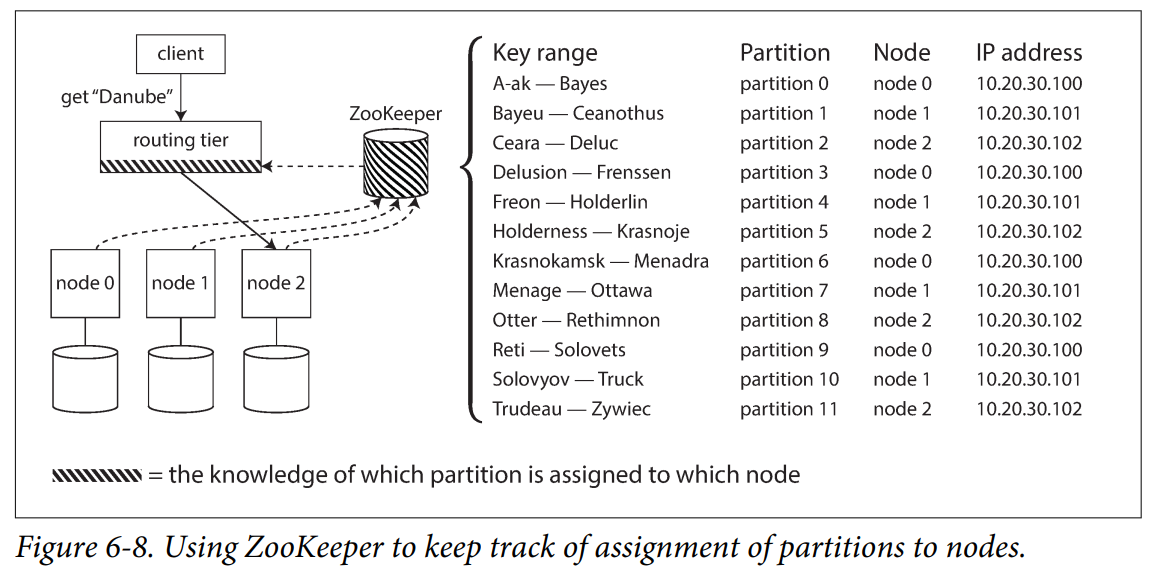 client
get “Danube”
routing tier
ZooKeeper
node 0 node 1 node 2
Key range Partition Node IP address
A-ak — Bayes partition 0 node 0 10.20.30.100
Bayeu — Ceanothus partition 1 node 1 10.20.30.101
Ceara — Deluc partition 2 node 2 10.20.30.102
Delusion — Frenssen partition 3 node 0 10.20.30.100
Freon — Holderlin partition 4 node 1 10.20.30.101
Holderness — Krasnoje partition 5 node 2 10.20.30.102
Krasnokamsk — Menadra partition 6 node 0 10.20.30.100
Menage — Ottawa partition 7 node 1 10.20.30.101
Otter — Rethimnon partition 8 node 2 10.20.30.102
Reti — Solovets partition 9 node 0 10.20.30.100
Solovyov — Truck partition 10 node 1 10.20.30.101
Trudeau — Zywiec partition 11 node 2 10.20.30.102
= the knowledge of which partition is assigned to which node
Figure 6-8. Using ZooKeeper to keep track of assignment of partitions to nodes.